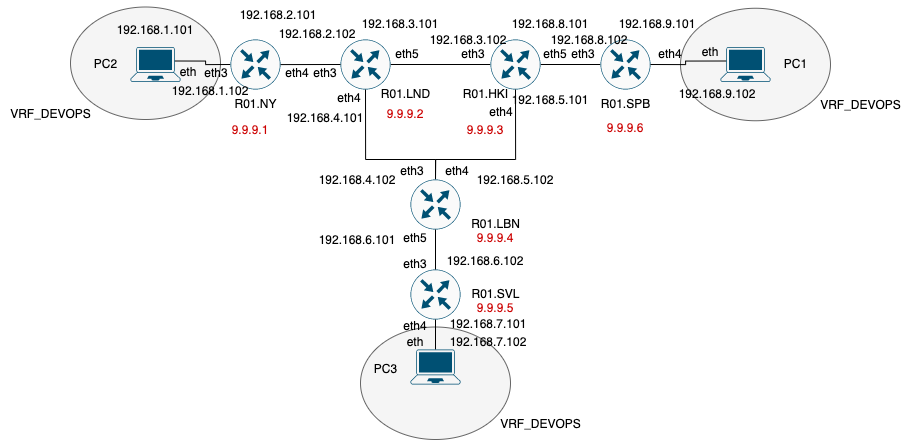 192.168.2.101
192.168.1.101
192.168.2.102
192.168.3.101
192.168.3.102
192.168.8.101
192.168.8.102
192.168.9.101
PC2
eth
eth3
eth4
eth3
eth5
eth3
eth5
eth3
eth4
eth
PC1
192.168.1.102
R01.NY
R01.LND
R01.HKI
R01.SPB
192.168.9.102
VRF_DEVOPS
9.9.9.1
eth4
192.168.4.101
9.9.9.2
9.9.9.3
eth4
192.168.5.101
9.9.9.6
VRF_DEVOPS
eth3
eth4
192.168.4.102
192.168.5.102
R01.LBN
9.9.9.4
192.168.6.101
eth5
eth3
192.168.6.102
R01.SVL
9.9.9.5
eth4
192.168.7.101
eth
192.168.7.102
PC3
VRF_DEVOPS